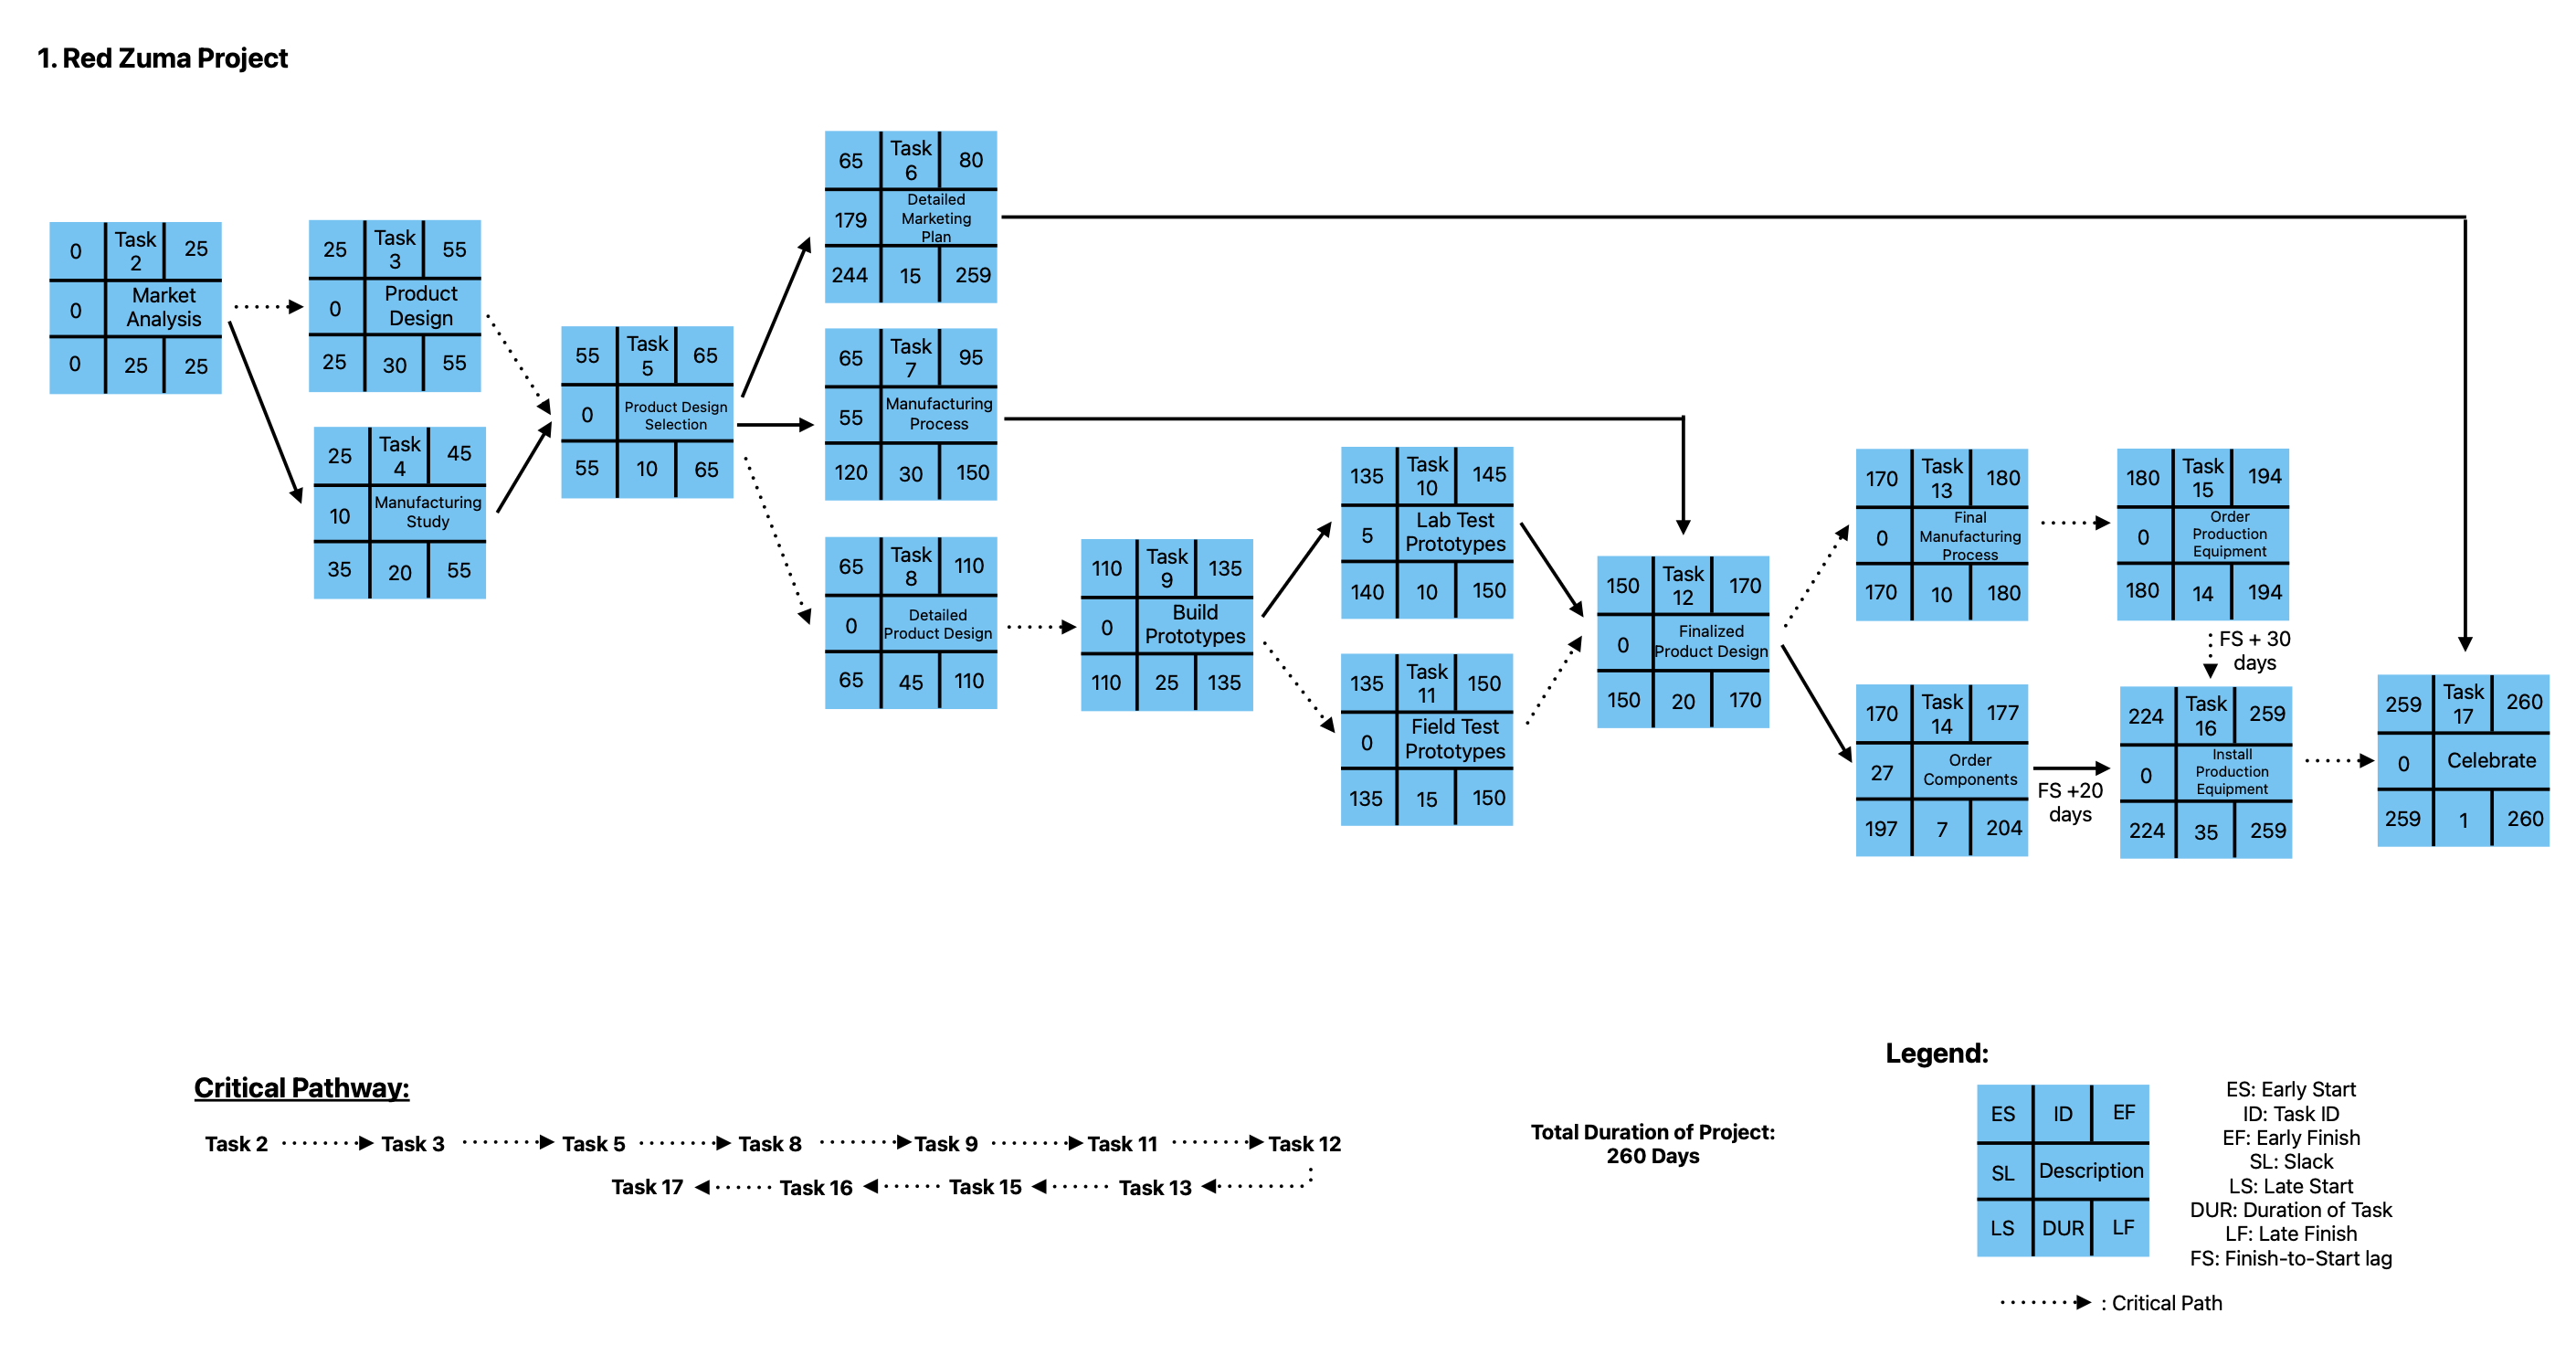 1. Red Zuma Project
0
Task
2
25
0
Market
Analysis
0
25
25
25
Task
3
55
0
Product
Design
25
30
55
25
Task
4
45
10
Manufacturing
Study
35
20
55
55
Task
5
65
0
Product Design
Selection
55
10
65
65
Task
6
80
179
Detailed
Marketing
Plan
244
15
259
65
Task
7
95
55
Manufacturing
Process
120
30
150
65
Task
8
110
0
Detailed
Product Design
65
45
110
110
Task
9
135
0
Build
Prototypes
110
25
135
135
Task
10
145
5
Lab Test
Prototypes
140
10
150
135
Task
11
150
0
Field Test
Prototypes
135
15
150
150
Task
12
170
0
Finalized
Product Design
150
20
170
170
Task
13
180
0
Final
Manufacturing
Process
170
10
180
170
Task
14
177
27
Order
Components
197
7
204
FS +20
days
180
Task
15
194
0
Order
Production
Equipment
180
14
194
FS + 30
days
224
Task
16
259
0
Install
Production
Equipment
224
35
259
259
Task
17
260
0
Celebrate
259
1
260
Critical Pathway:
Task 2 Task 3 Task 5 Task 8 Task 9 Task 11 Task 12
Task 17 Task 16 Task 15 Task 13
Total Duration of Project:
260 Days
Legend:
ES
ID
EF
SL
Description
LS
DUR
LF
ES: Early Start
ID: Task ID
EF: Early Finish
SL: Slack
LS: Late Start
DUR: Duration of Task
LF: Late Finish
FS: Finish-to-Start lag
: Critical Path